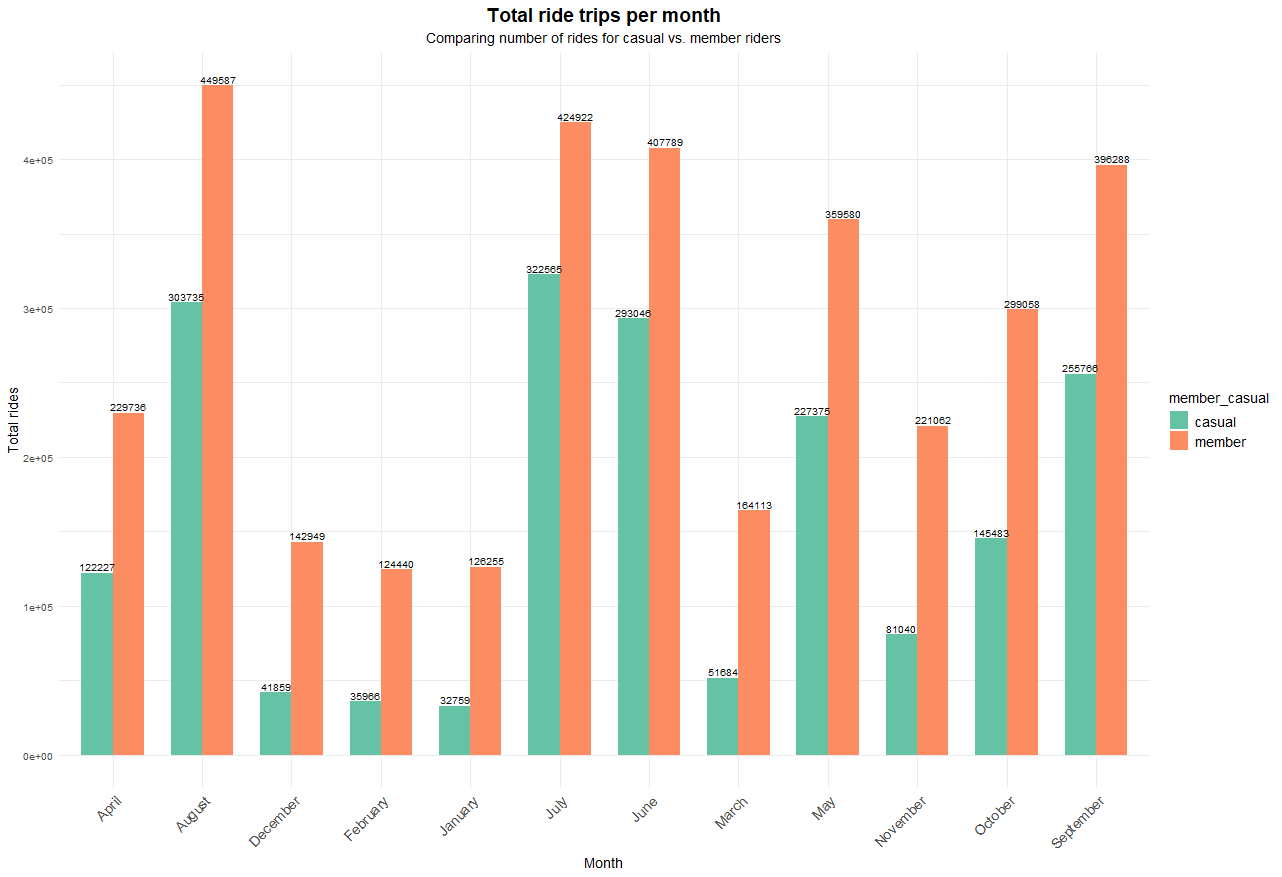 Total ride trips per month
Comparing number of rides for casual vs. member riders
Total rides
4e+05
3e+05
2e+05
1e+05
0e+00
122227
229736
303735
449587
41859
142949
35966
124440
32759
126255
322565
424922
293046
407789
51684
164113
227375
359580
81040
221062
145483
299058
255766
396288
April
August
December
February
January
July
June
March
May
November
October
September
Month
member_casual
casual
member